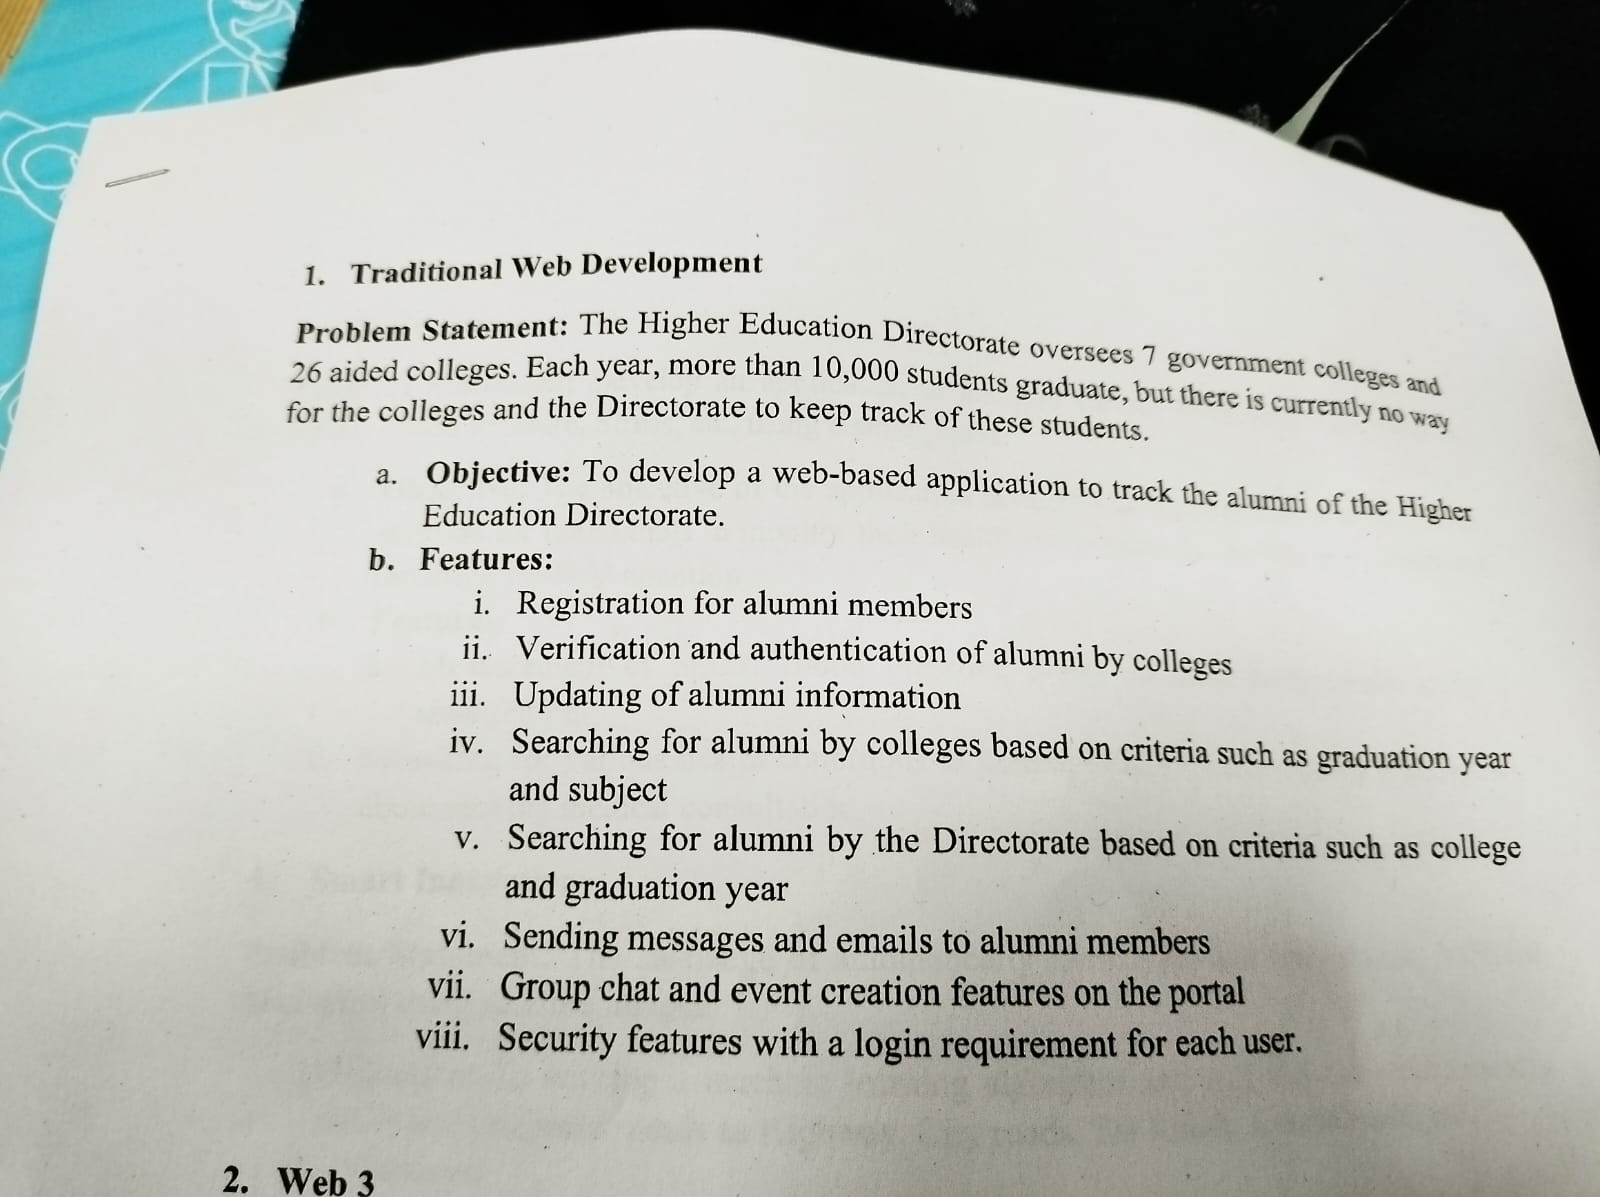 1. Traditional Web Development
Problem Statement: The Higher Education Directorate oversees 7 government colleges and
26 aided colleges. Each year, more than 10,000 students graduate, but there is currently no way
for the colleges and the Directorate to keep track of these students.
a. Objective: To develop a web-based application to track the alumni of the Higher
Education Directorate.
b. Features:
i. Registration for alumni members
ii. Verification and authentication of alumni by colleges
iii. Updating of alumni information
iv. Searching for alumni by colleges based on criteria such as graduation year
and subject
v. Searching for alumni by the Directorate based on criteria such as college
and graduation year
vi. Sending messages and emails to alumni members
vii. Group chat and event creation features on the portal
viii. Security features with a login requirement for each user.
2. Web 3